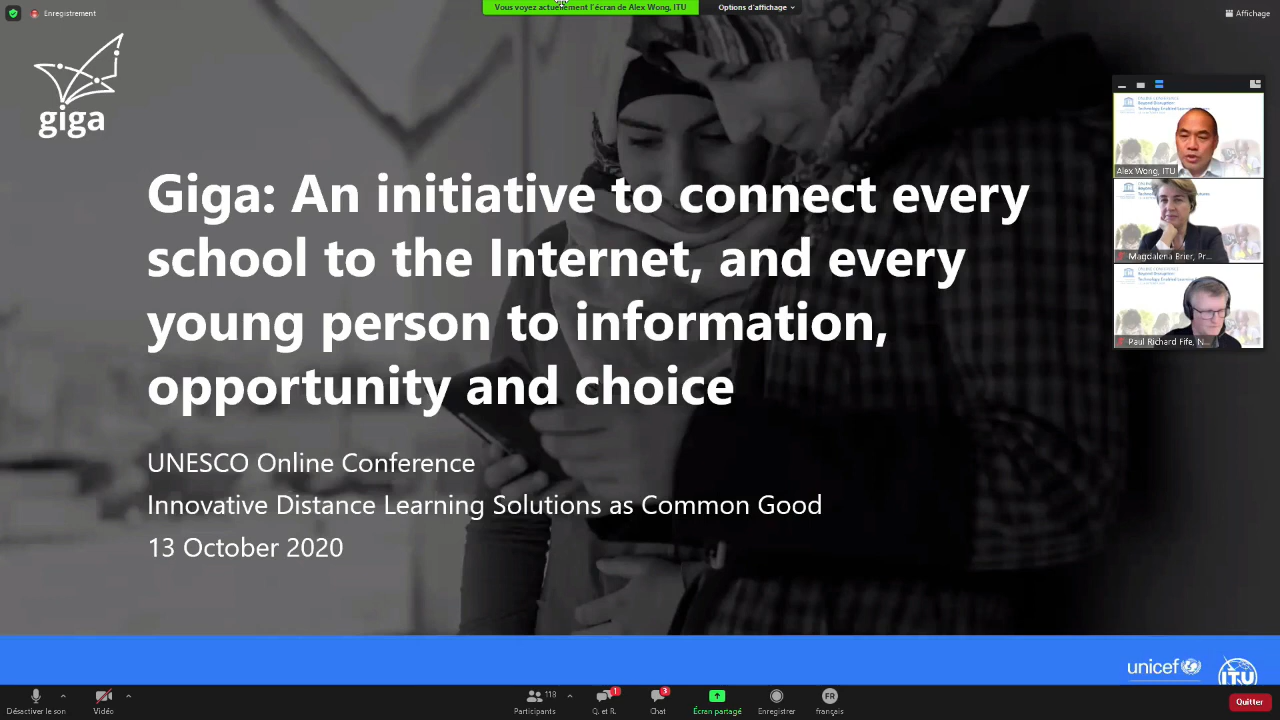 Enregistrement
Vous voyez actuellement l'écran de Alex Wong, ITU
Options d'affichage
Affichage
giga
Giga: An initiative to connect every
school to the Internet, and every
young person to information,
opportunity and choice
UNESCO Online Conference
Innovative Distance Learning Solutions as Common Good
13 October 2020
Alex Wong, ITU
Magdalena Brier, Pr...
Paul Richard Fife, N...
unicef
ITU
Désactiver le son
Vidéo
118
Participants
1
Q. et R.
3
Chat
Écran partagé
Enregistrer
FR
français
Quitter